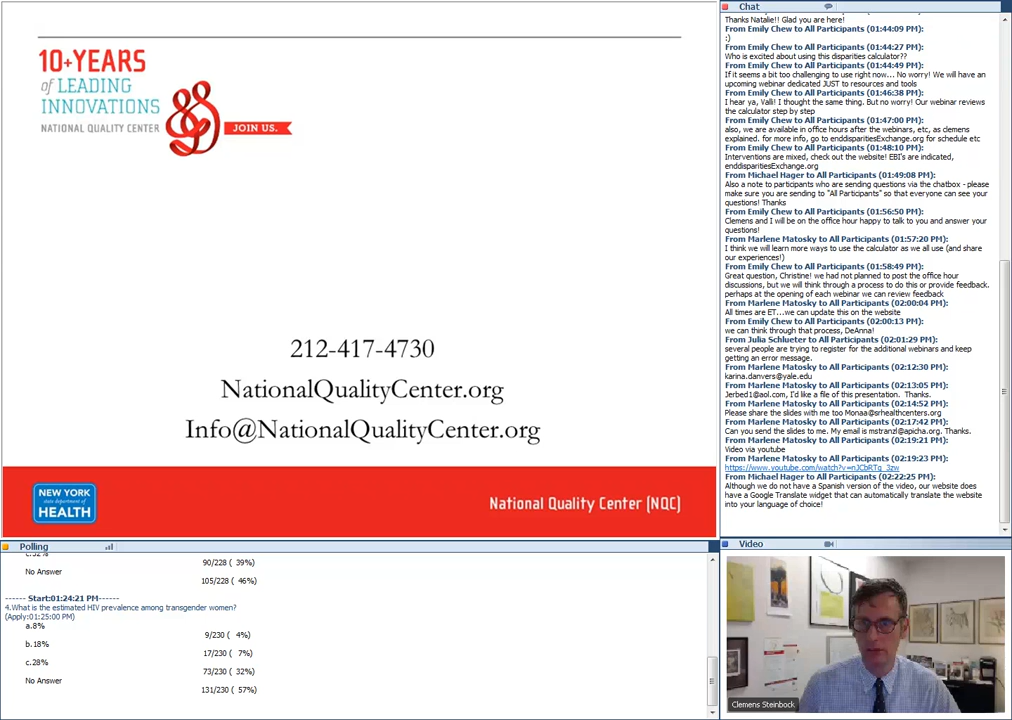 10+YEARS
of LEADING
INNOVATIONS
NATIONAL QUALITY CENTER
JOIN US.
212-417-4730
NationalQualityCenter.org
Info@NationalQualityCenter.org
NEW YORK
state department of
HEALTH
National Quality Center (NQC)
Chat
Thanks Natalie!! Glad you are here!
From Emily Chew to All Participants (01:44:09 PM):
:)
From Emily Chew to All Participants (01:44:27 PM):
Who is excited about using this disparities calculator??
From Emily Chew to All Participants (01:44:49 PM):
If it seems a bit too challenging to use right now... No worry! We will have an
upcoming webinar dedicated JUST to resources and tools
From Emily Chew to All Participants (01:46:38 PM):
I hear ya, Valli! I thought the same thing. But no worry! Our webinar reviews
the calculator step by step
From Emily Chew to All Participants (01:47:00 PM):
also, we are available in office hours after the webinars, etc, as clemens
explained. for more info, go to enddisparitiesExchange.org for schedule etc
From Emily Chew to All Participants (01:48:10 PM):
Interventions are mixed, check out the website! EBI's are indicated,
enddisparitiesExchange.org
From Michael Hager to All Participants (01:49:08 PM):
Also a note to participants who are sending questions via the chatbox - please
make sure you are sending to "All Participants" so that everyone can see your
questions! Thanks
From Emily Chew to All Participants (01:56:50 PM):
Clemens and I will be on the office hour happy to talk to you and answer your
questions!
From Marlene Matosky to All Participants (01:57:20 PM):
I think we will learn more ways to use the calculator as we all use (and share
our experiences!)
From Emily Chew to All Participants (01:58:49 PM):
Great question, Christine! we had not planned to post the office hour
discussions, but we will think through a process to do this or provide feedback.
perhaps at the opening of each webinar we can review feedback
From Marlene Matosky to All Participants (02:00:04 PM):
All times are ET...we can update this on the website
From Emily Chew to All Participants (02:00:13 PM):
we can think through that process, DeAnna!
From Julia Schlueter to All Participants (02:01:29 PM):
several people are trying to register for the additional webinars and keep
getting an error message.
From Marlene Matosky to All Participants (02:12:30 PM):
karina.danvers@yale.edu
From Marlene Matosky to All Participants (02:13:05 PM):
Jerbed1@aol.com, I'd like a file of this presentation. Thanks.
From Marlene Matosky to All Participants (02:14:52 PM):
Please share the slides with me too Monaa@srhealthcenters.org
From Marlene Matosky to All Participants (02:17:42 PM):
Can you send the slides to me. My email is mstranzl@apicha.org. Thanks.
From Marlene Matosky to All Participants (02:19:21 PM):
Video via youtube
From Marlene Matosky to All Participants (02:19:23 PM):
https://www.youtube.com/watch?v=nJCbRTq_3zw
From Michael Hager to All Participants (02:22:25 PM):
Although we do not have a Spanish version of the video, our website does
have a Google Translate widget that can automatically translate the website
into your language of choice!
Polling
90/228 ( 39%)
No Answer
105/228 ( 46%)
------ Start:01:24:21 PM------
4.What is the estimated HIV prevalence among transgender women?
(Apply:01:25:00 PM)
a.8%
9/230 ( 4%)
b.18%
17/230 ( 7%)
c.28%
73/230 ( 32%)
No Answer
131/230 ( 57%)
Video
Clemens Steinbock